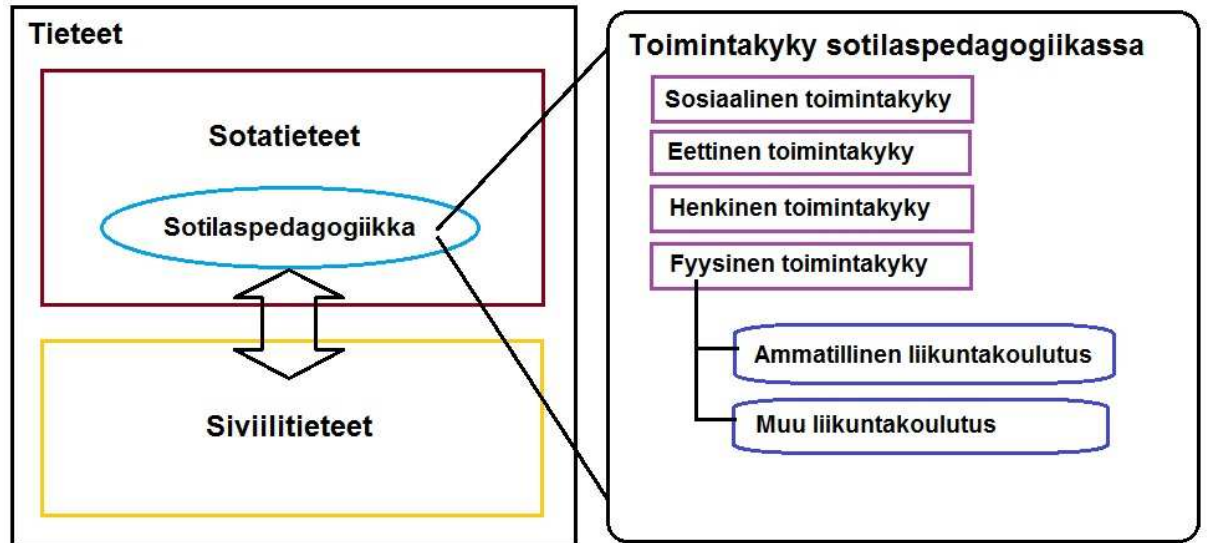 Tieteet
Sotatieteet
Sotilaspedagogiikka
Siviilitieteet
Toimintakyky sotilaspedagogiikassa
Sosiaalinen toimintakyky
Eettinen toimintakyky
Henkinen toimintakyky
Fyysinen toimintakyky
Ammatillinen liikuntakoulutus
Muu liikuntakoulutus